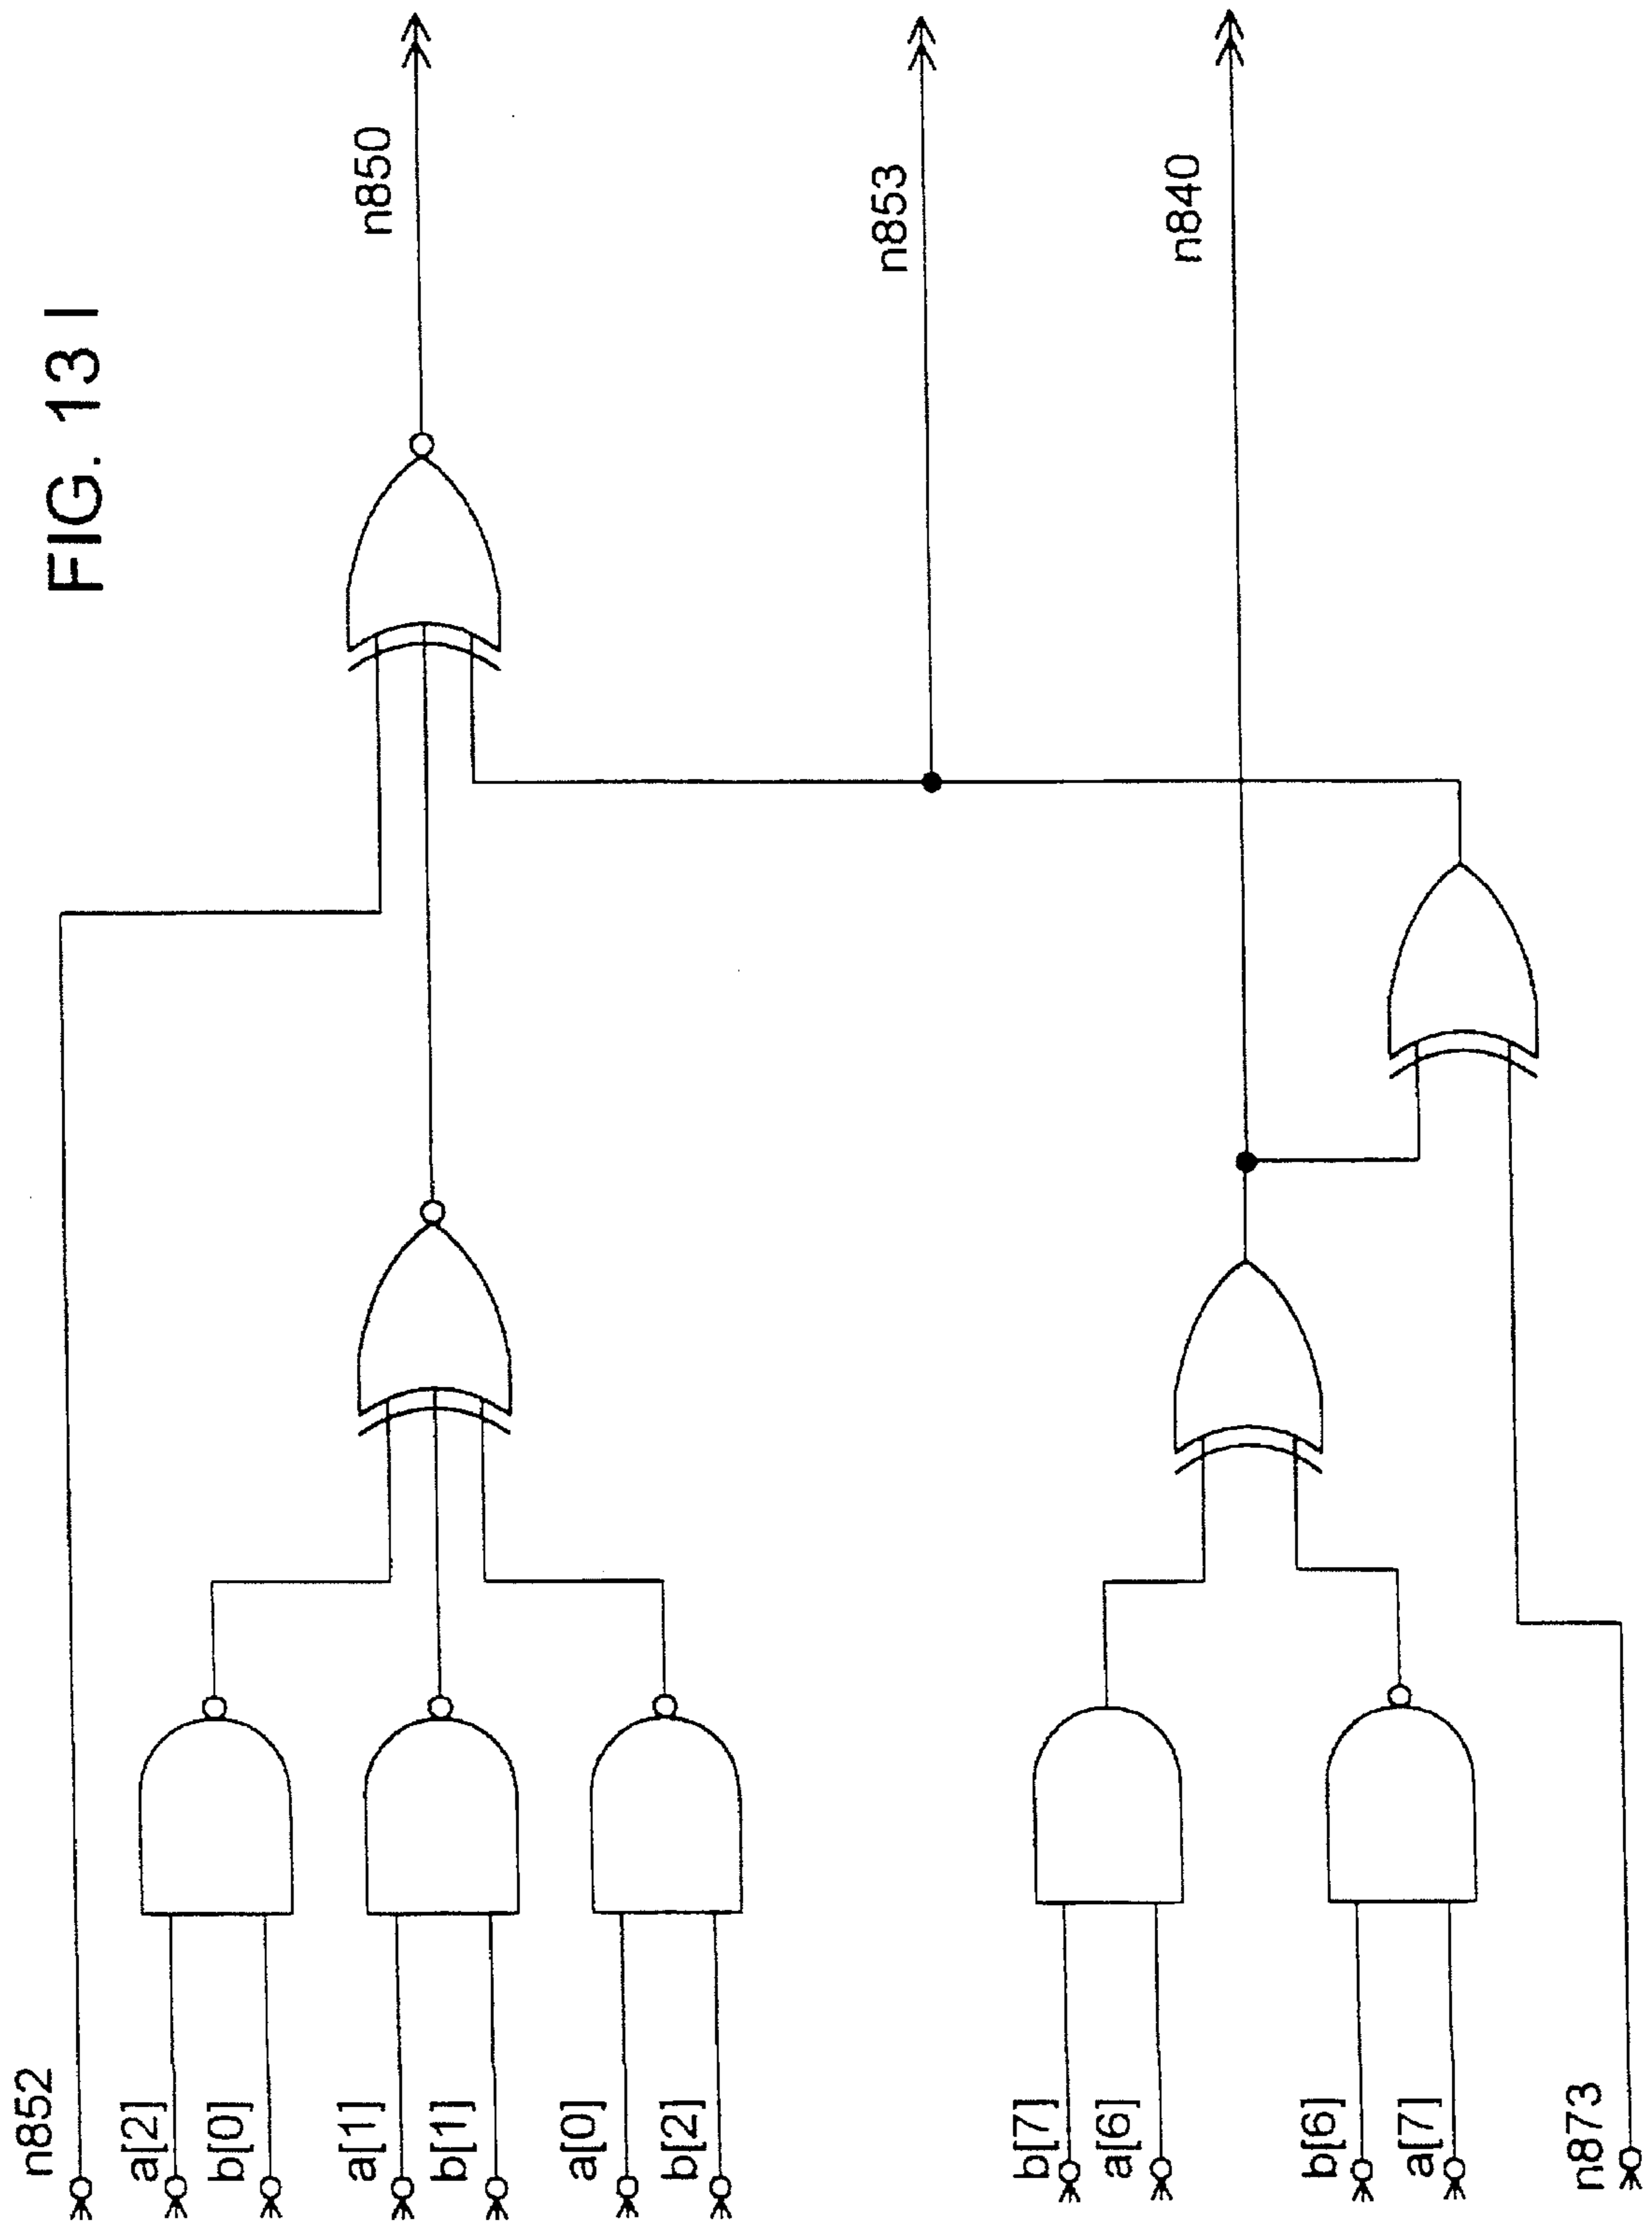 FIG. 13 I
n852
a[2]
b[0]
a[1]
b[1]
a[0]
b[2]
b[7]
a[6]
b[6]
a[7]
n873
n850
n853
n840